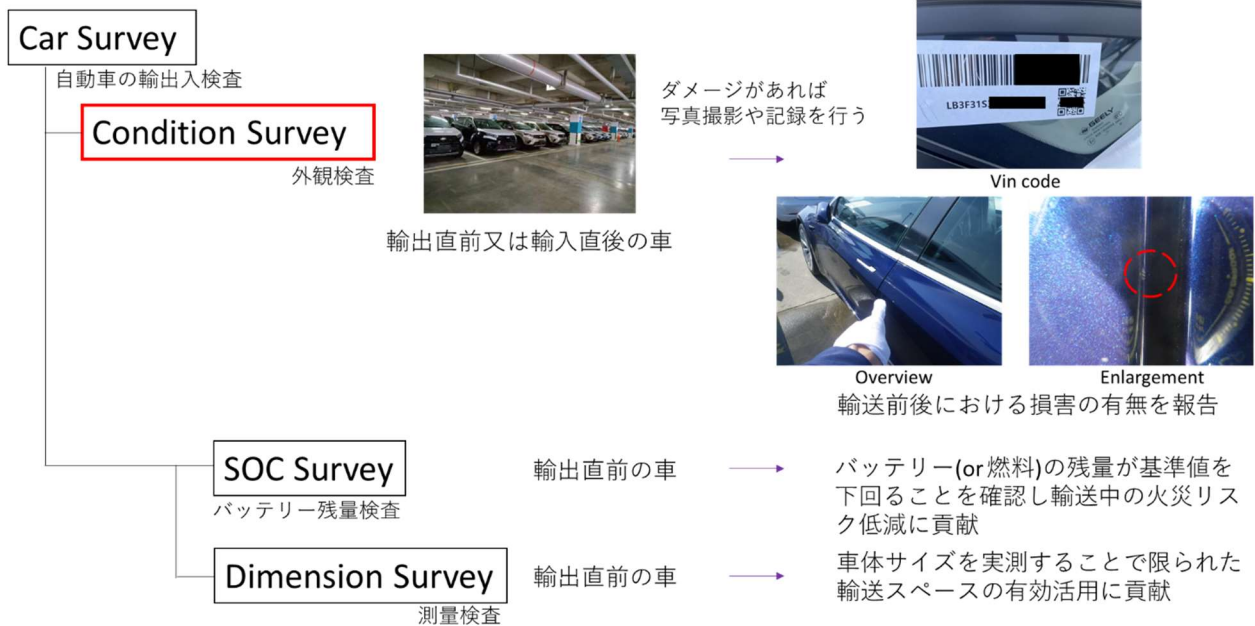 Car Survey
自動車の輸出入検査
Condition Survey
外観検査
輸出直前又は輸入直後の車
ダメージがあれば
写真撮影や記録を行う
LB3F31S
GEELY
Vin code
Overview
Enlargement
輸送前後における損害の有無を報告
SOC Survey
バッテリー残量検査
輸出直前の車
バッテリー(or 燃料)の残量が基準値を
下回ることを確認し輸送中の火災リス
ク低減に貢献
Dimension Survey
測量検査
輸出直前の車
車体サイズを実測することで限られた
輸送スペースの有効活用に貢献